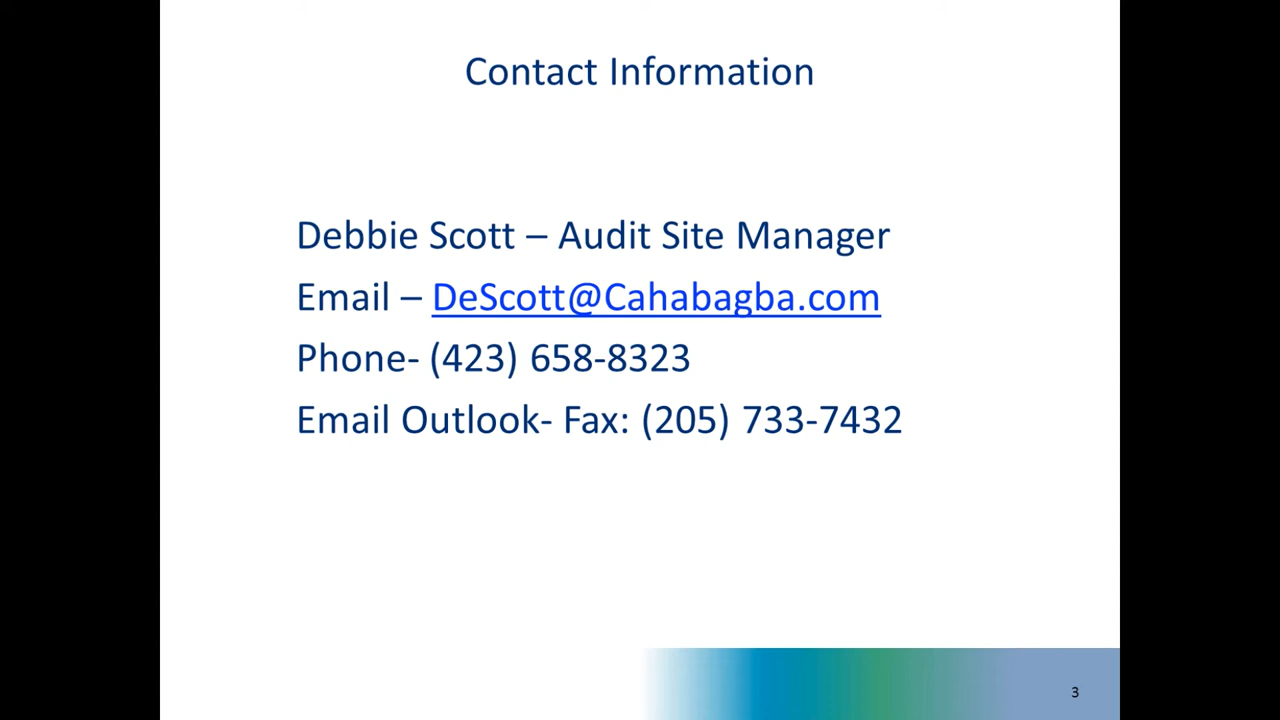 Contact Information
Debbie Scott – Audit Site Manager
Email – DeScott@Cahabagba.com
Phone- (423) 658-8323
Email Outlook- Fax: (205) 733-7432
3